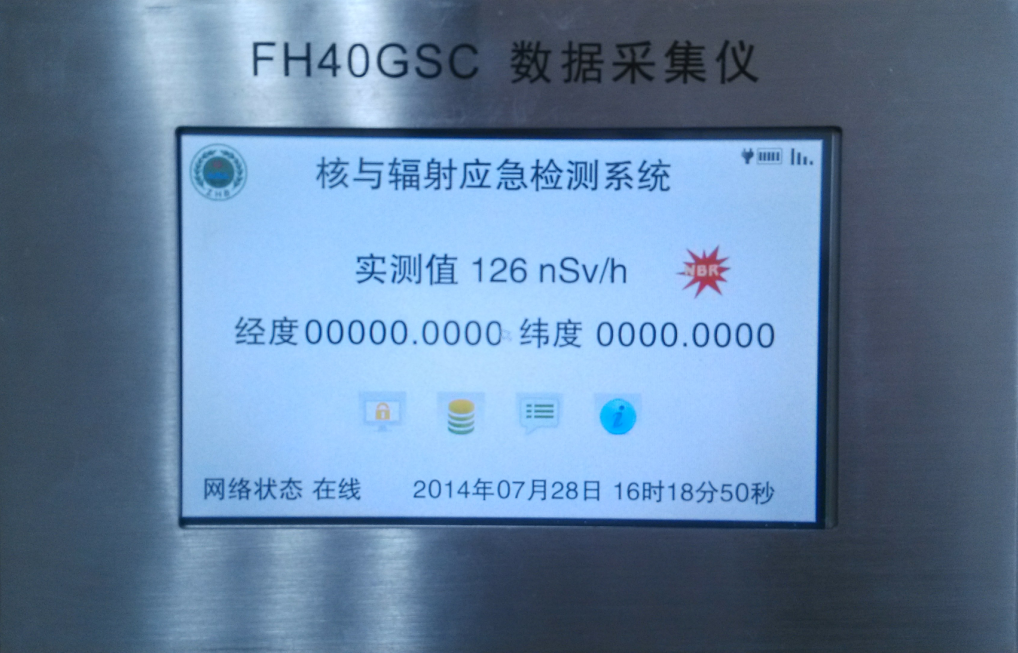 FH40GSC 数据采集仪
核与辐射应急检测系统
ZHB
实测值 126 nSv/h
NBR
经度00000.0000 纬度 0000.0000
网络状态 在线 2014年07月28日 16时18分50秒